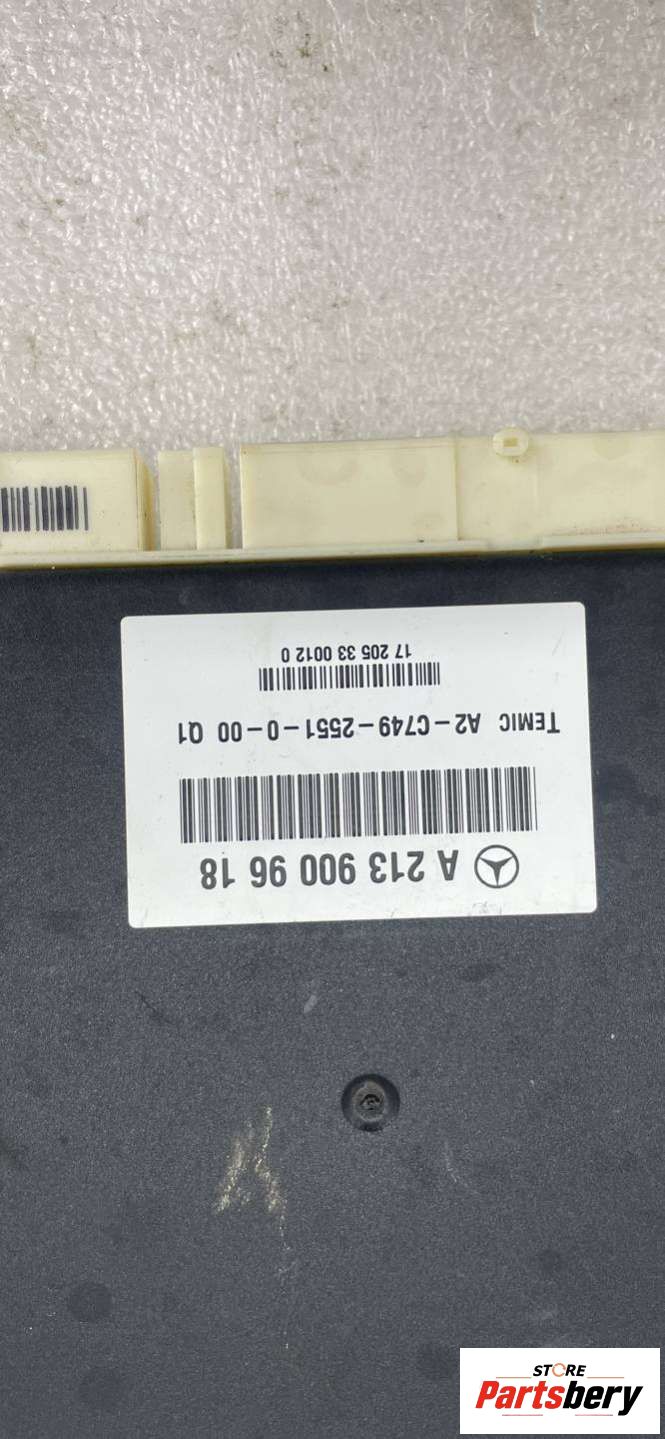 A 213 900 96 18
TEMIC A2-C749-2551-0-00 Q1
17 205 33 0012 0
STORE
Partsbery